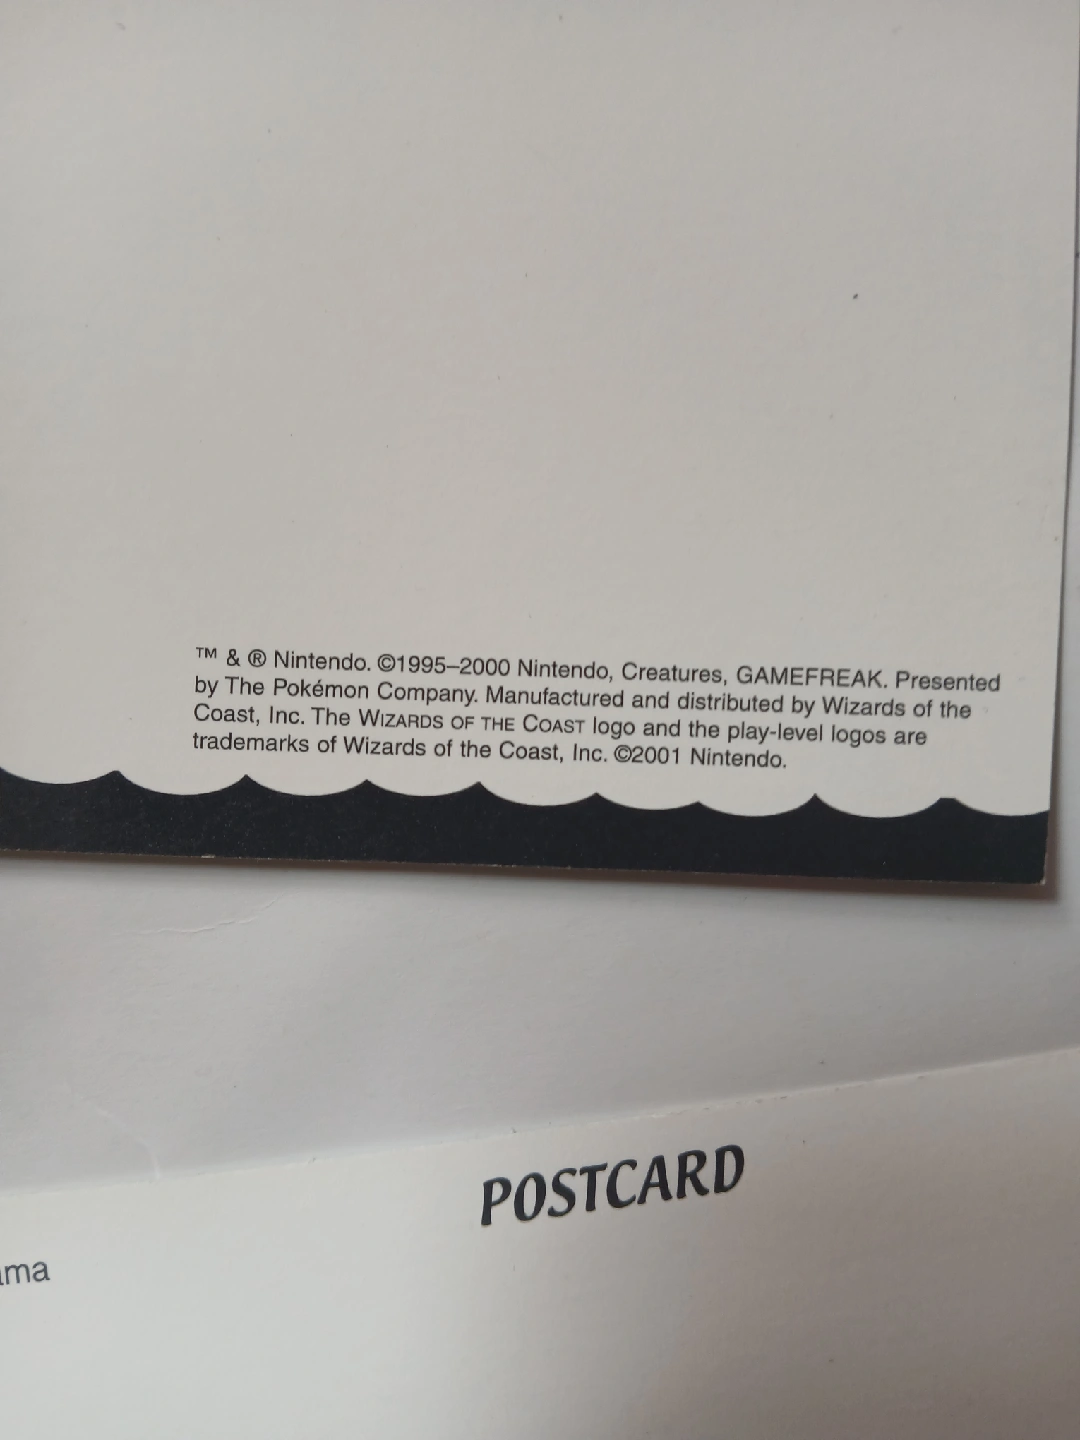 ™ & ® Nintendo. ©1995–2000 Nintendo, Creatures, GAMEFREAK. Presented
by The Pokémon Company. Manufactured and distributed by Wizards of the
Coast, Inc. The WIZARDS OF THE COAST logo and the play-level logos are
trademarks of Wizards of the Coast, Inc. ©2001 Nintendo.
POSTCARD